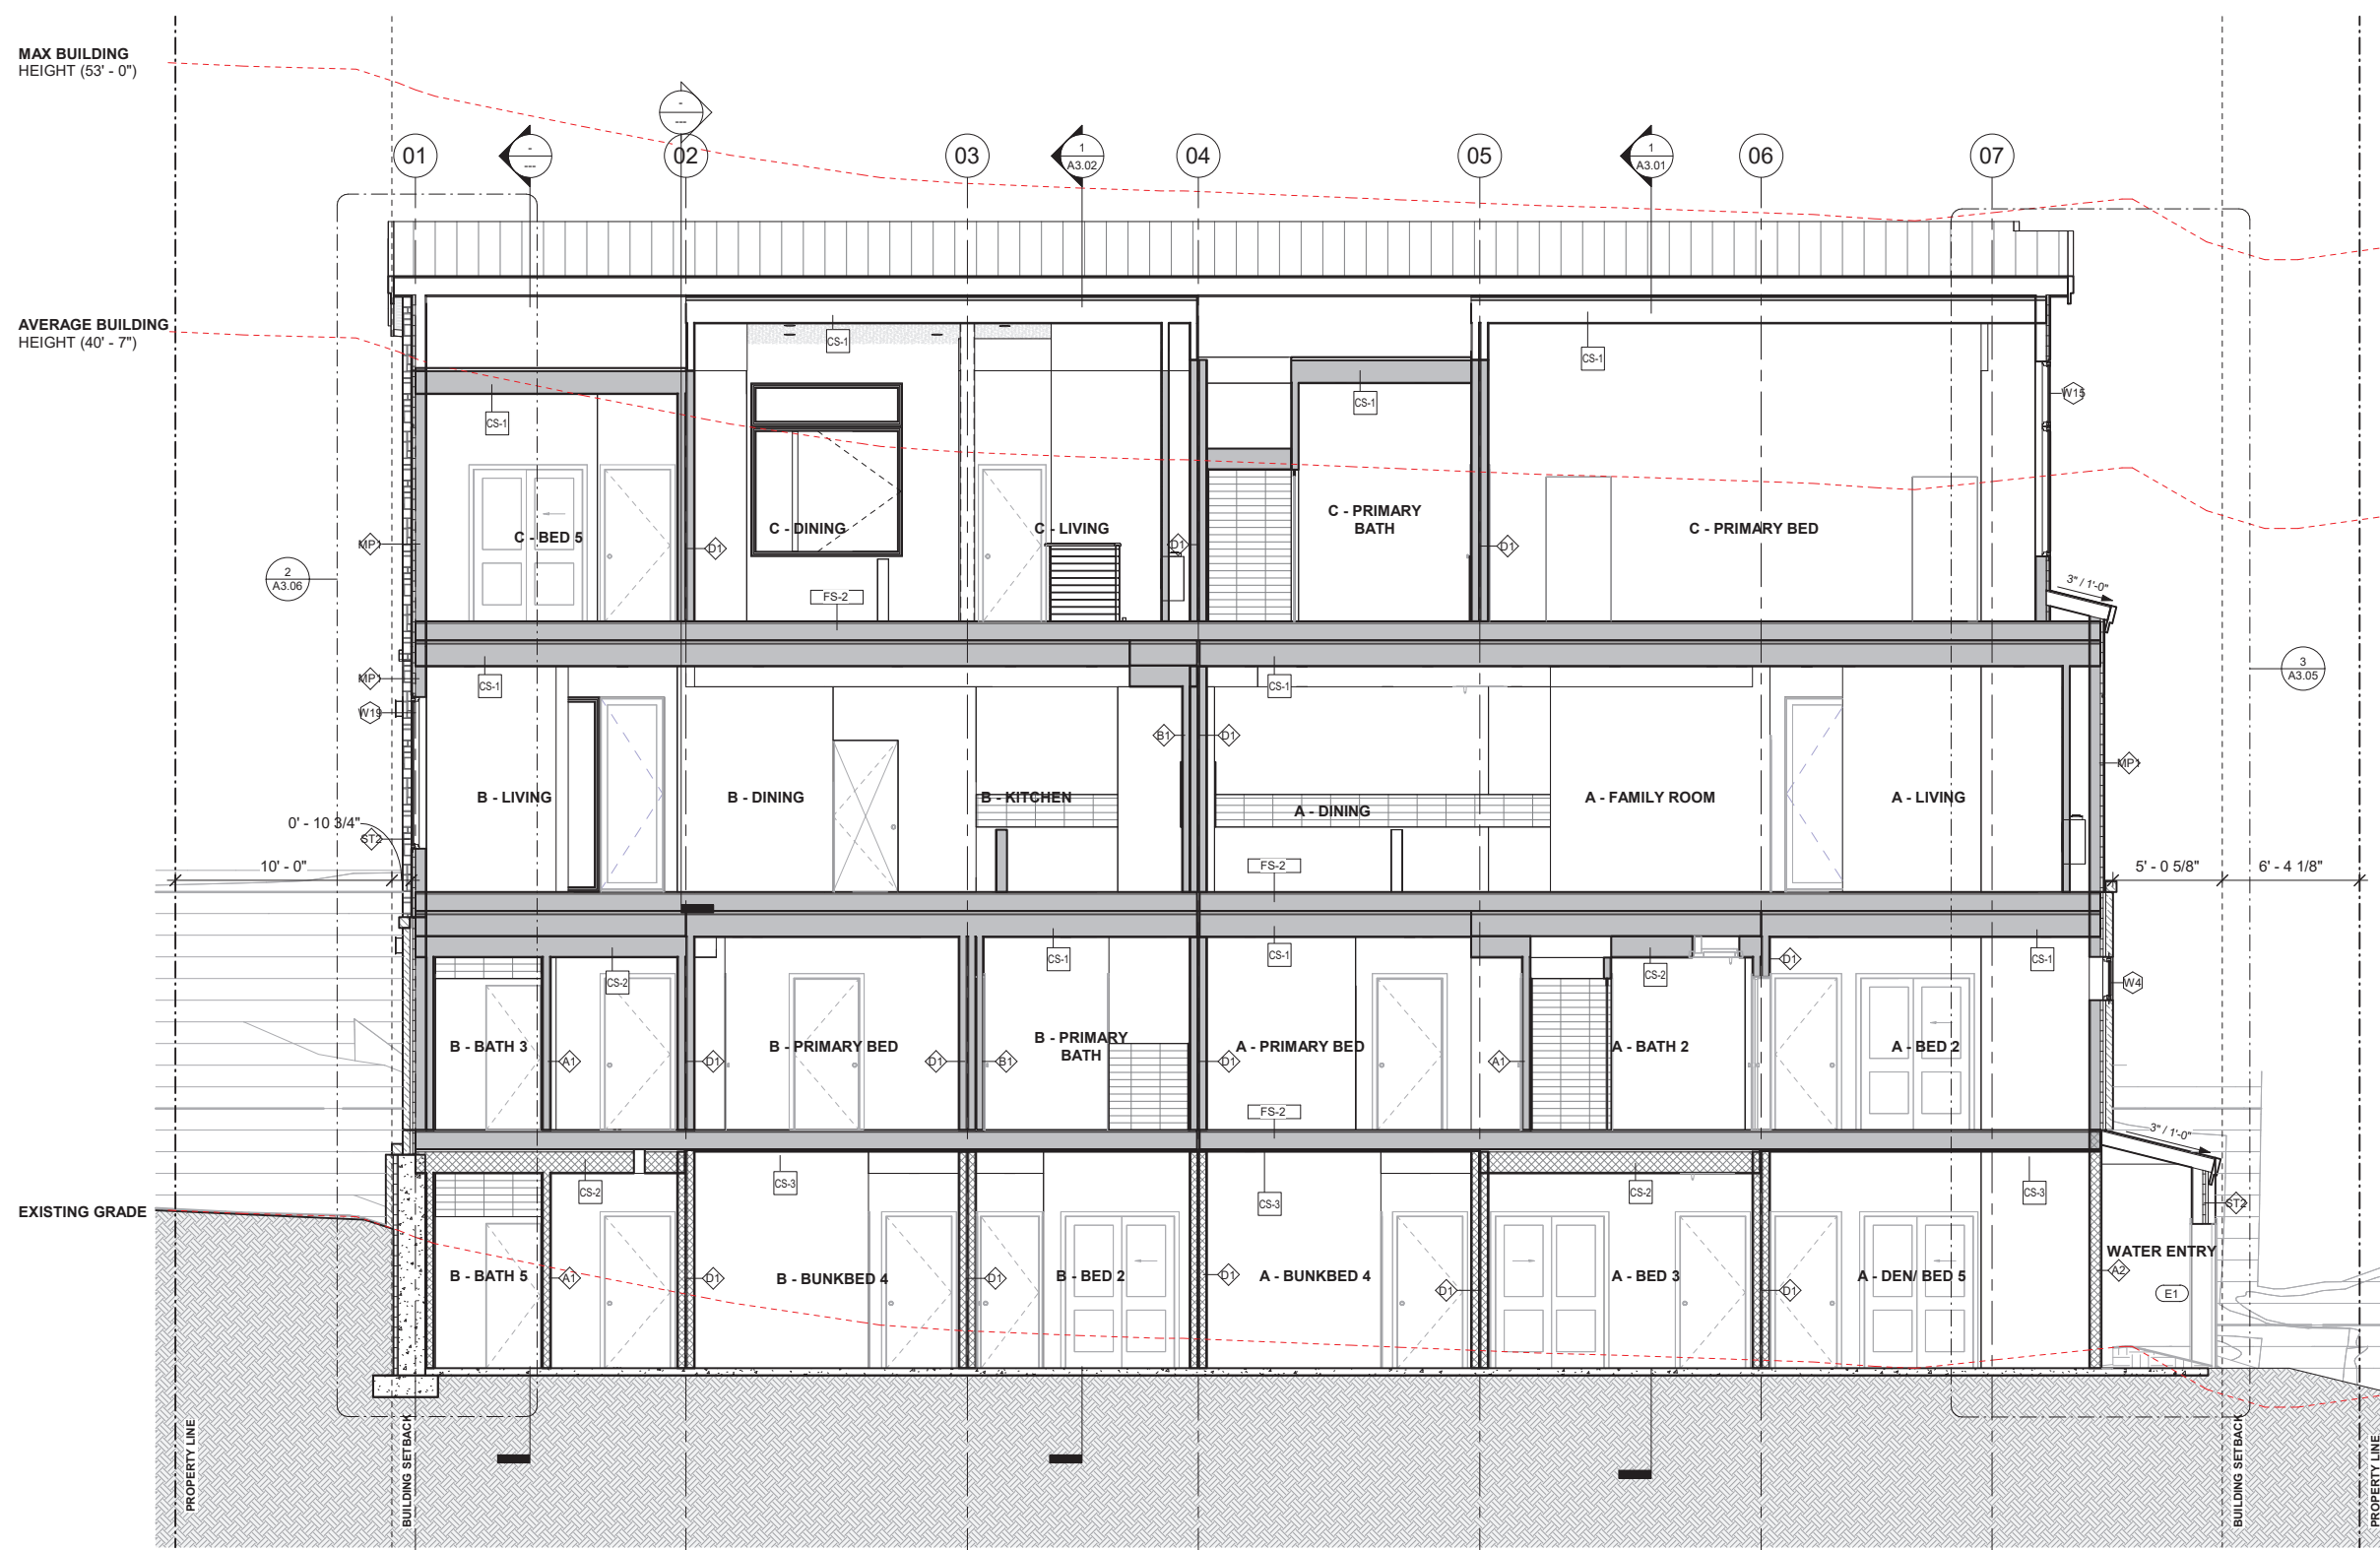 MAX BUILDING
HEIGHT (53' - 0")
-
---
01
-
---
02
03
1
A3.02
04
05
1
A3.01
06
07
AVERAGE BUILDING
HEIGHT (40' - 7")
CS-1
CS-1
CS-1
CS-1
W15
C - BED 5
C - DINING
C - LIVING
C - PRIMARY
BATH
C - PRIMARY BED
MP1
D1
D1
D1
2
A3.06
FS-2
3" / 1'-0"
MP1
CS-1
CS-1
3
A3.05
W19
B1
D1
MP1
B - LIVING
B - DINING
B - KITCHEN
A - DINING
A - FAMILY ROOM
A - LIVING
0' - 10 3/4"
ST2
10' - 0"
FS-2
5' - 0 5/8"
6' - 4 1/8"
CS-2
CS-1
CS-1
CS-2
D1
CS-1
W4
B - BATH 3
A1
D1
B - PRIMARY BED
D1
B1
B - PRIMARY
BATH
D1
A - PRIMARY BED
A1
A - BATH 2
A - BED 2
FS-2
3" / 1'-0"
CS-2
CS-3
CS-3
CS-2
CS-3
ST2
EXISTING GRADE
WATER ENTRY
B - BATH 5
A1
D1
B - BUNKBED 4
D1
B - BED 2
D1
A - BUNKBED 4
D1
A - BED 3
D1
A - DEN/ BED 5
A2
E1
PROPERTY LINE
BUILDING SETBACK
BUILDING SETBACK
PROPERTY LINE